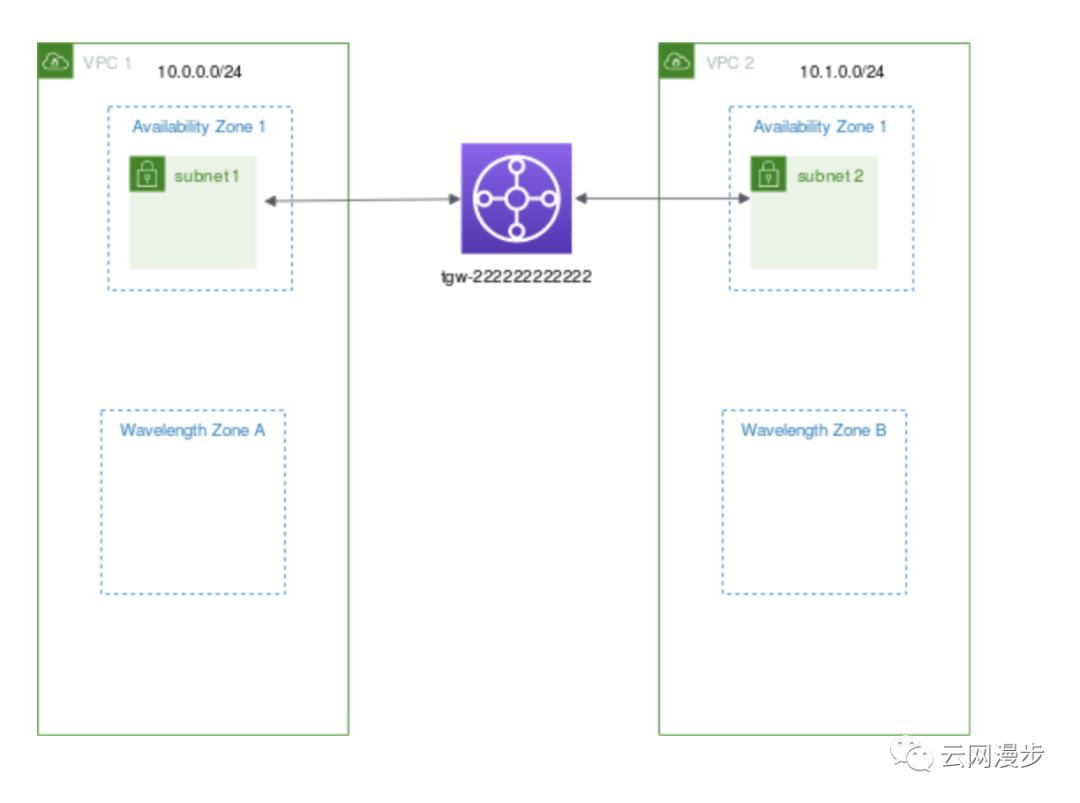 VPC 1
10.0.0.0/24
Availability Zone 1
subnet 1
Wavelength Zone A
tgw-222222222222
VPC 2
10.1.0.0/24
Availability Zone 1
subnet 2
Wavelength Zone B
云网漫步